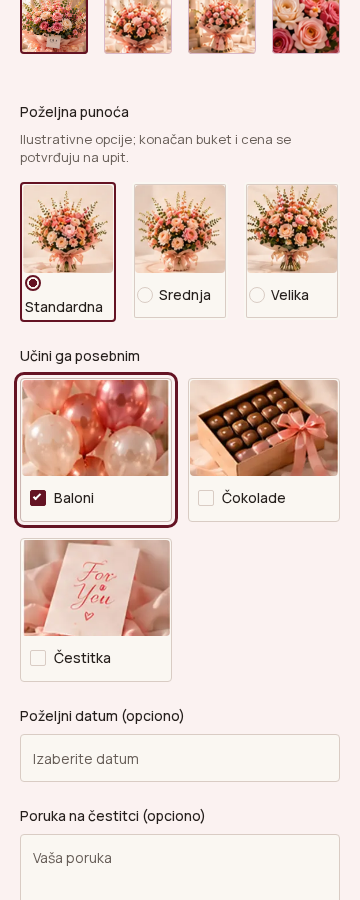 Poželjna punoća
Ilustrativne opcije; konačan buket i cena se
potvrđuju na upit.
Standardna
Srednja
Velika
Učini ga posebnim
Baloni
Čokolade
For
You
Čestitka
Poželjni datum (opciono)
Izaberite datum
Poruka na čestitci (opciono)
Vaša poruka